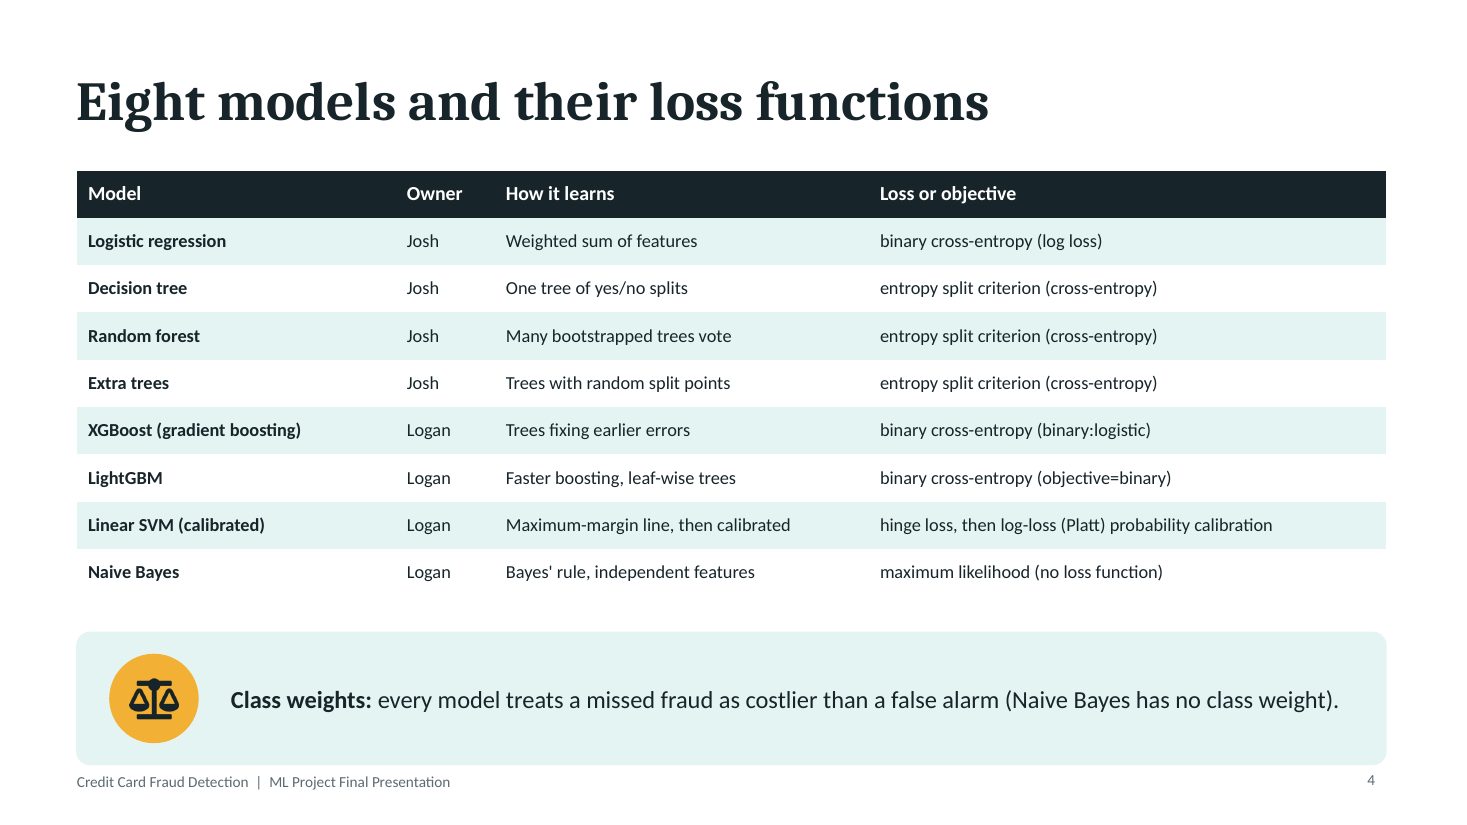 Eight models and their loss functions
Model Owner How it learns Loss or objective
Logistic regression Josh Weighted sum of features binary cross-entropy (log loss)
Decision tree Josh One tree of yes/no splits entropy split criterion (cross-entropy)
Random forest Josh Many bootstrapped trees vote entropy split criterion (cross-entropy)
Extra trees Josh Trees with random split points entropy split criterion (cross-entropy)
XGBoost (gradient boosting) Logan Trees fixing earlier errors binary cross-entropy (binary:logistic)
LightGBM Logan Faster boosting, leaf-wise trees binary cross-entropy (objective=binary)
Linear SVM (calibrated) Logan Maximum-margin line, then calibrated hinge loss, then log-loss (Platt) probability calibration
Naive Bayes Logan Bayes' rule, independent features maximum likelihood (no loss function)
Class weights: every model treats a missed fraud as costlier than a false alarm (Naive Bayes has no class weight).
Credit Card Fraud Detection | ML Project Final Presentation 4